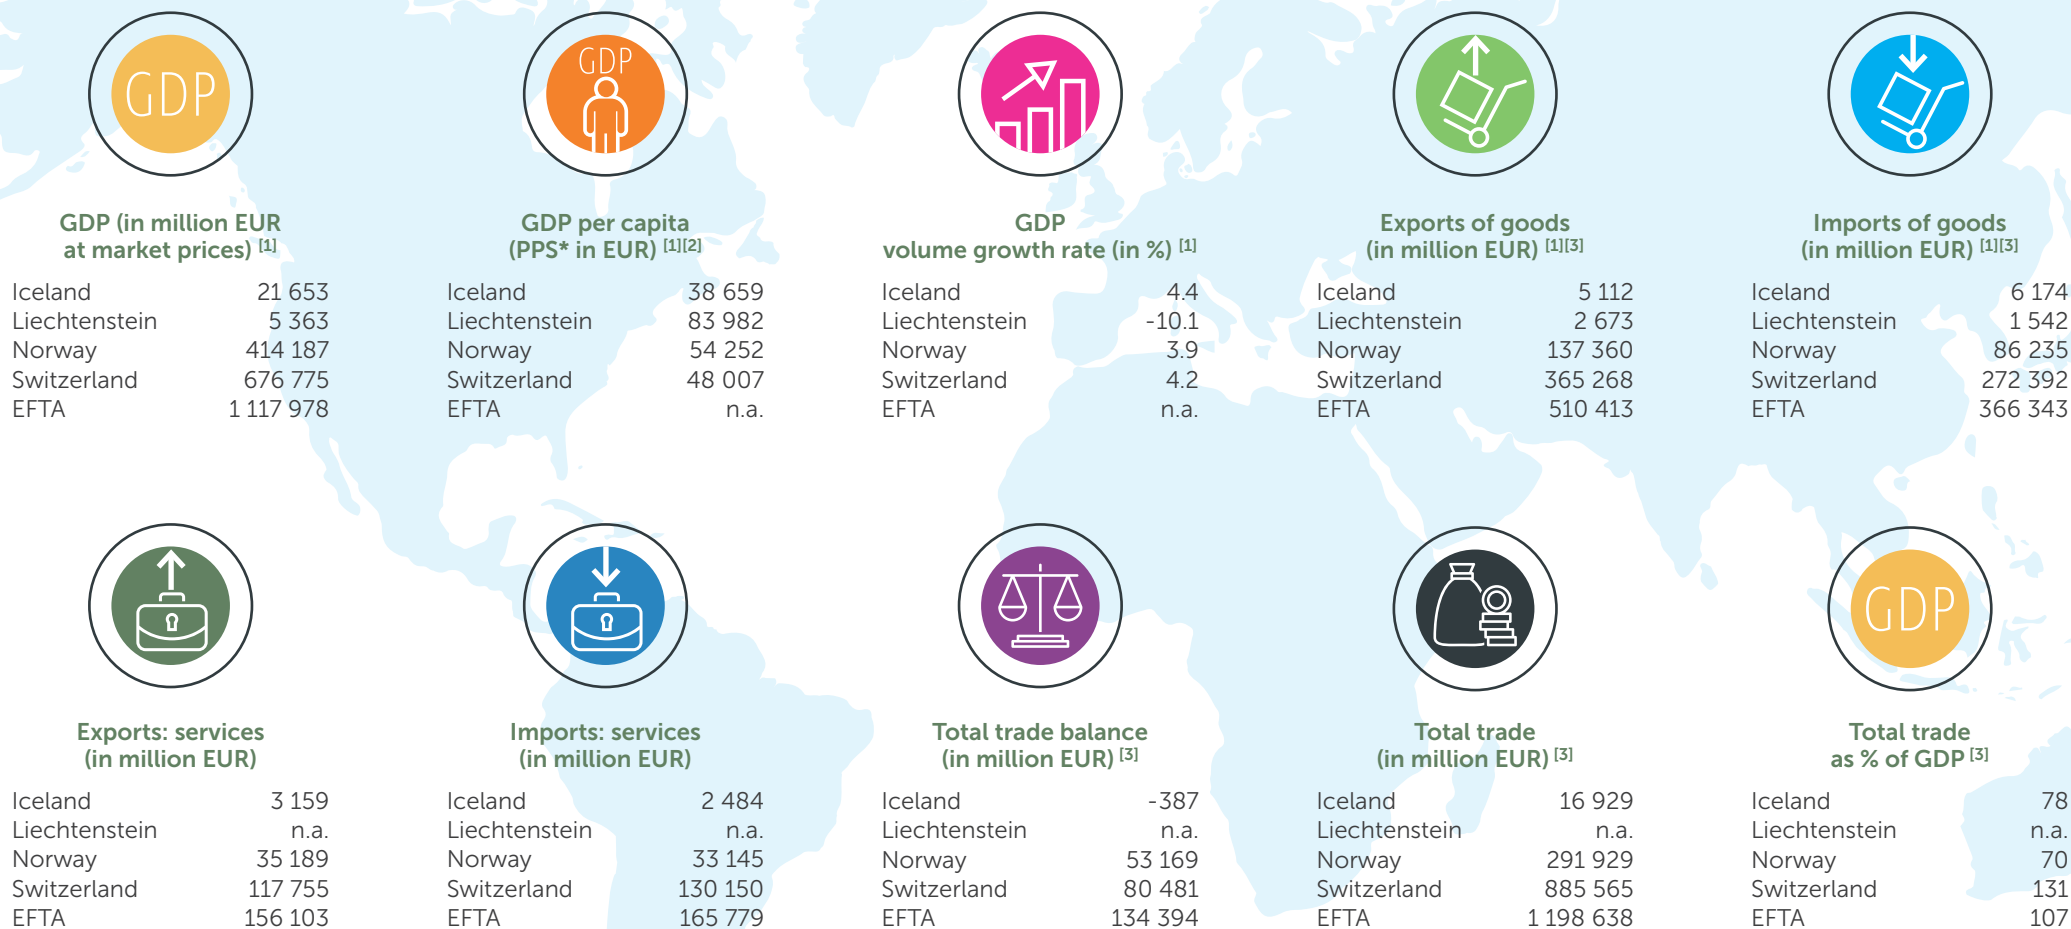 GDP
GDP (in million EUR
at market prices) [1]
Iceland 21 653
Liechtenstein 5 363
Norway 414 187
Switzerland 676 775
EFTA 1 117 978
GDP
GDP per capita
(PPS* in EUR) [1][2]
Iceland 38 659
Liechtenstein 83 982
Norway 54 252
Switzerland 48 007
EFTA n.a.
GDP
volume growth rate (in %) [1]
Iceland 4.4
Liechtenstein -10.1
Norway 3.9
Switzerland 4.2
EFTA n.a.
Exports of goods
(in million EUR) [1][3]
Iceland 5 112
Liechtenstein 2 673
Norway 137 360
Switzerland 365 268
EFTA 510 413
Imports of goods
(in million EUR) [1][3]
Iceland 6 174
Liechtenstein 1 542
Norway 86 235
Switzerland 272 392
EFTA 366 343
Exports: services
(in million EUR)
Iceland 3 159
Liechtenstein n.a.
Norway 35 189
Switzerland 117 755
EFTA 156 103
Imports: services
(in million EUR)
Iceland 2 484
Liechtenstein n.a.
Norway 33 145
Switzerland 130 150
EFTA 165 779
Total trade balance
(in million EUR) [3]
Iceland -387
Liechtenstein n.a.
Norway 53 169
Switzerland 80 481
EFTA 134 394
Total trade
(in million EUR) [3]
Iceland 16 929
Liechtenstein n.a.
Norway 291 929
Switzerland 885 565
EFTA 1 198 638
GDP
Total trade
as % of GDP [3]
Iceland 78
Liechtenstein n.a.
Norway 70
Switzerland 131
EFTA 107